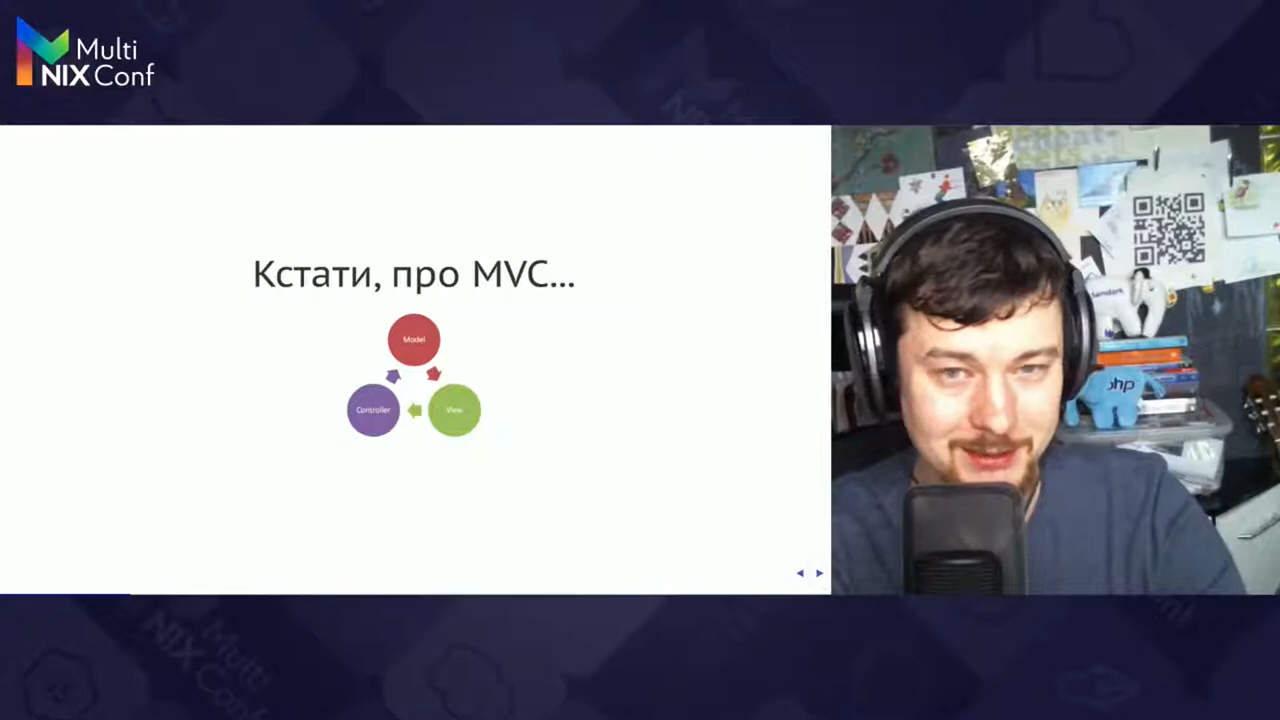 Multi
NIX Conf
Кстати, про MVC...
Model
Controller
View
php